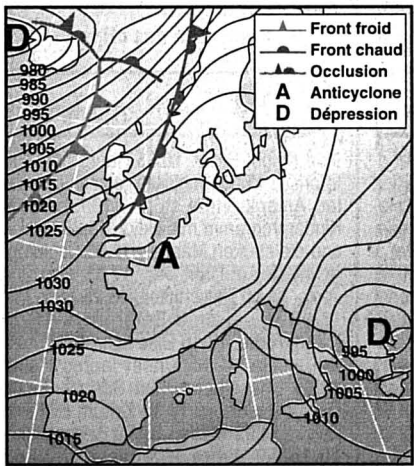 D
Front froid
Front chaud
Occlusion
A Anticyclone
D Dépression
980
985
990
995
1000
1005
1010
1015
1020
1025
1030
1030
1025
1020
1015
A
D
995
1000
1005
1010